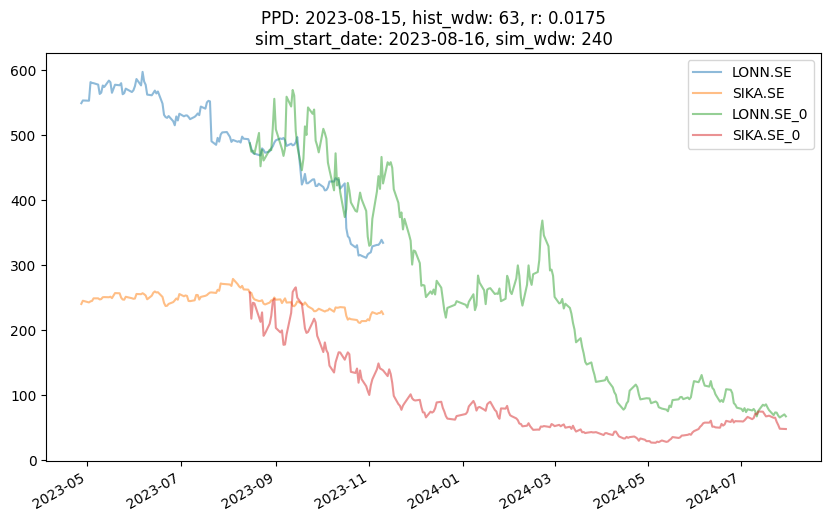 PPD: 2023-08-15, hist_wdw: 63, r: 0.0175
sim_start_date: 2023-08-16, sim_wdw: 240
LONN.SE
SIKA.SE
LONN.SE_0
SIKA.SE_0
600
500
400
300
200
100
0
2023-05
2023-07
2023-09
2023-11
2024-01
2024-03
2024-05
2024-07